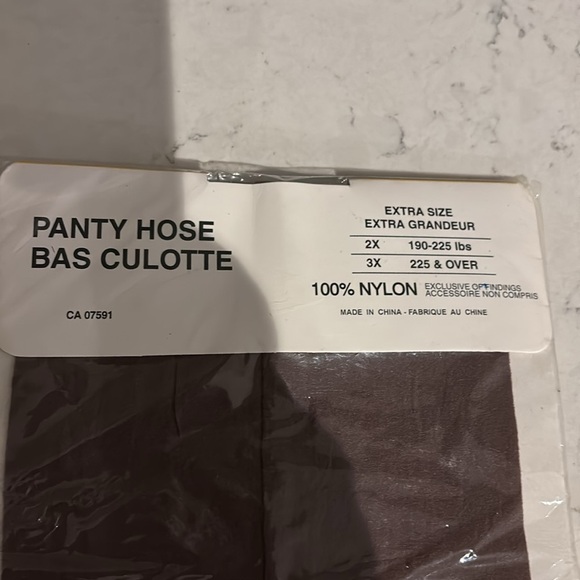 PANTY HOSE
BAS CULOTTE
CA 07591
EXTRA SIZE
EXTRA GRANDEUR
2X 190-225 lbs
3X 225 & OVER
100% NYLON EXCLUSIVE OF FINDINGS
ACCESSOIRE NON COMPRIS
MADE IN CHINA - FABRIQUE AU CHINE